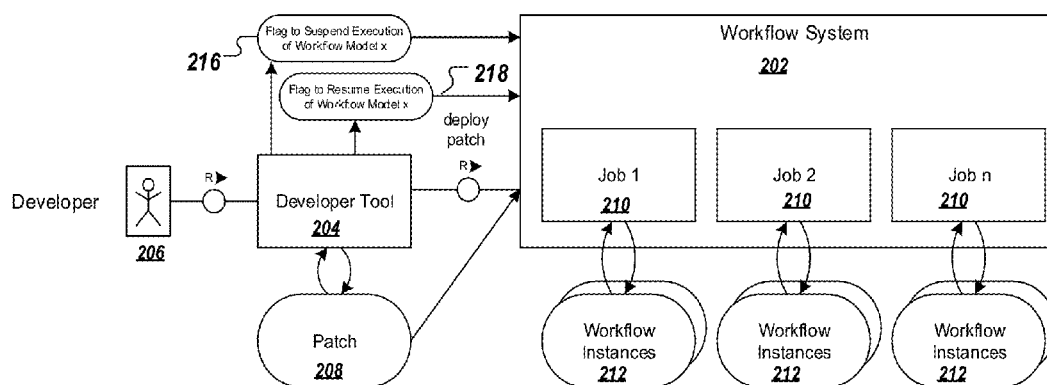 Flag to Suspend Execution
of Workflow Model x
216
Flag to Resume Execution
of Workflow Model x
218
Workflow System
202
deploy
patch
Developer
206
R
Developer Tool
204
R
Job 1
210
Job 2
210
Job n
210
Patch
208
Workflow
Instances
212
Workflow
Instances
212
Workflow
Instances
212